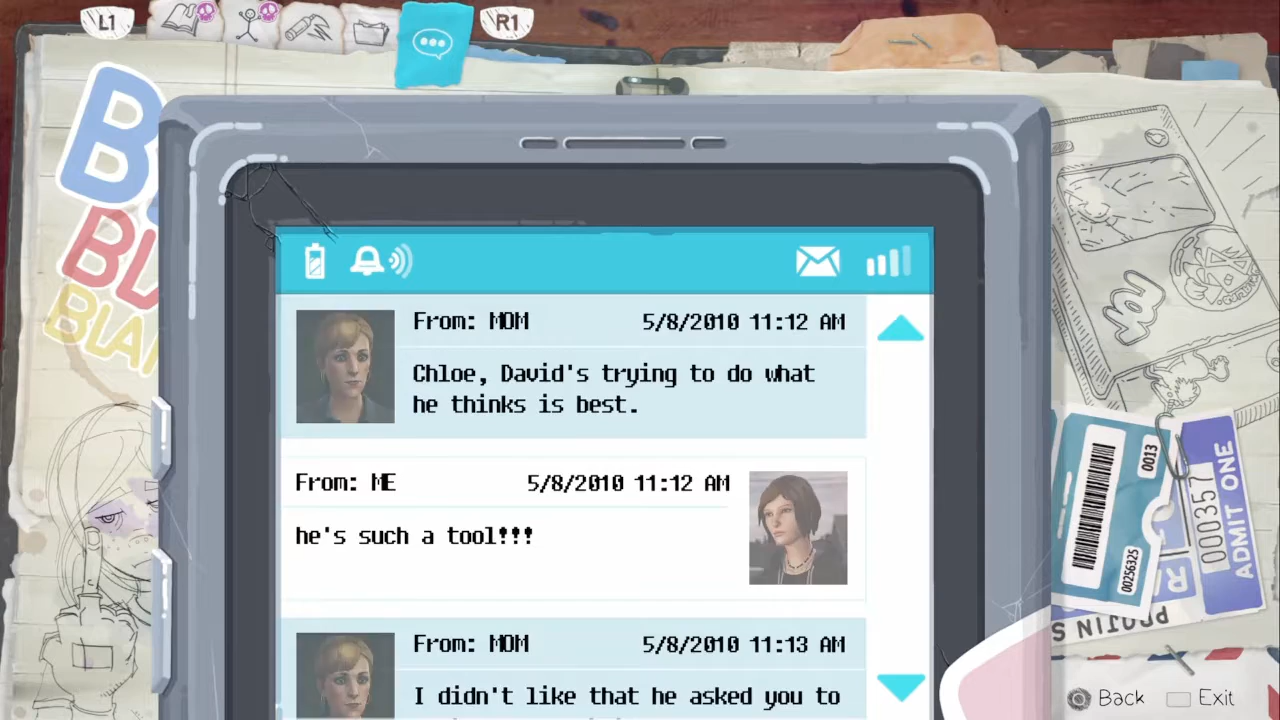 L1
R1
From: MOM
5/8/2010 11:12 AM
Chloe, David's trying to do what
he thinks is best.
From: ME
5/8/2010 11:12 AM
he's such a tool!!!
From: MOM
5/8/2010 11:13 AM
I didn't like that he asked you to
0013
00256325
000357
ADMIT ONE
Back
Exit